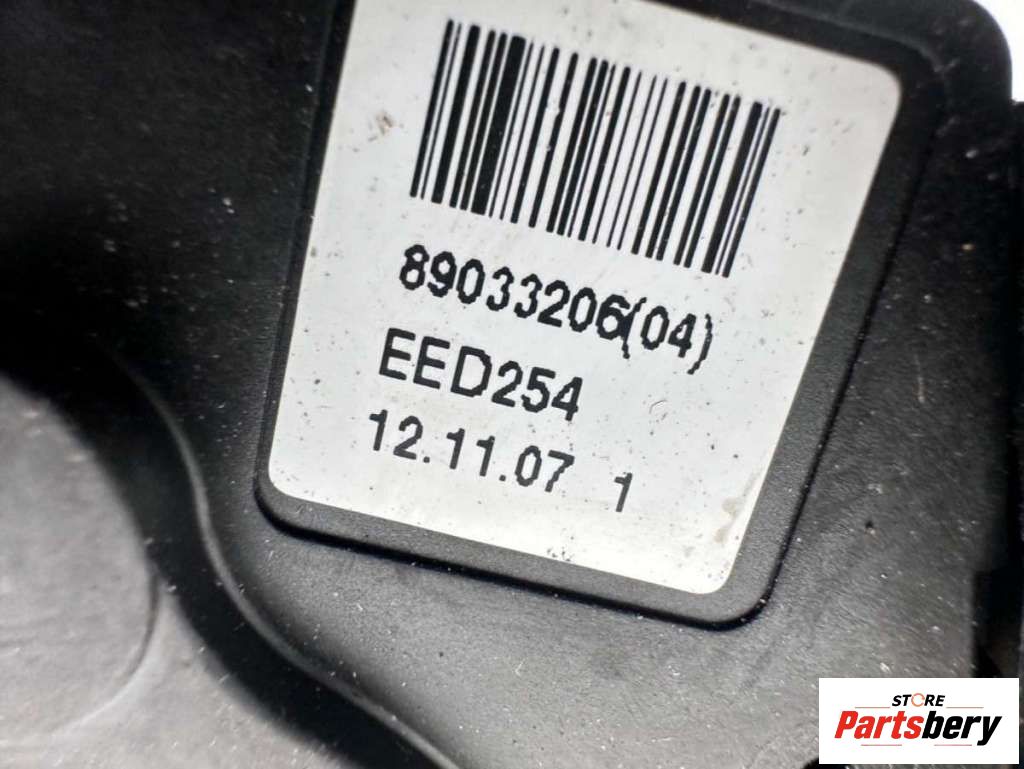 89033206(04)
EED254
12.11.07 1
STORE
Partsbery